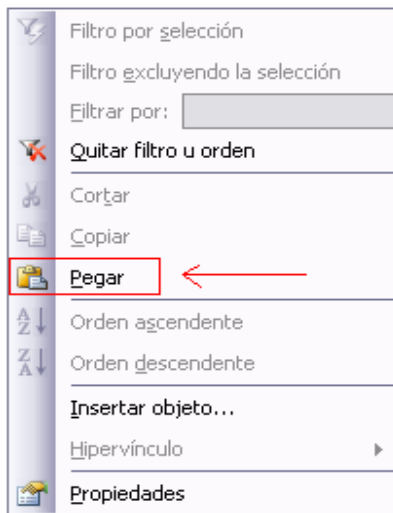 Filtro por selección
Filtro excluyendo la selección
Filtrar por:
Quitar filtro u orden
Cortar
Copiar
Pegar
Orden ascendente
Orden descendente
Insertar objeto...
Hipervínculo
Propiedades